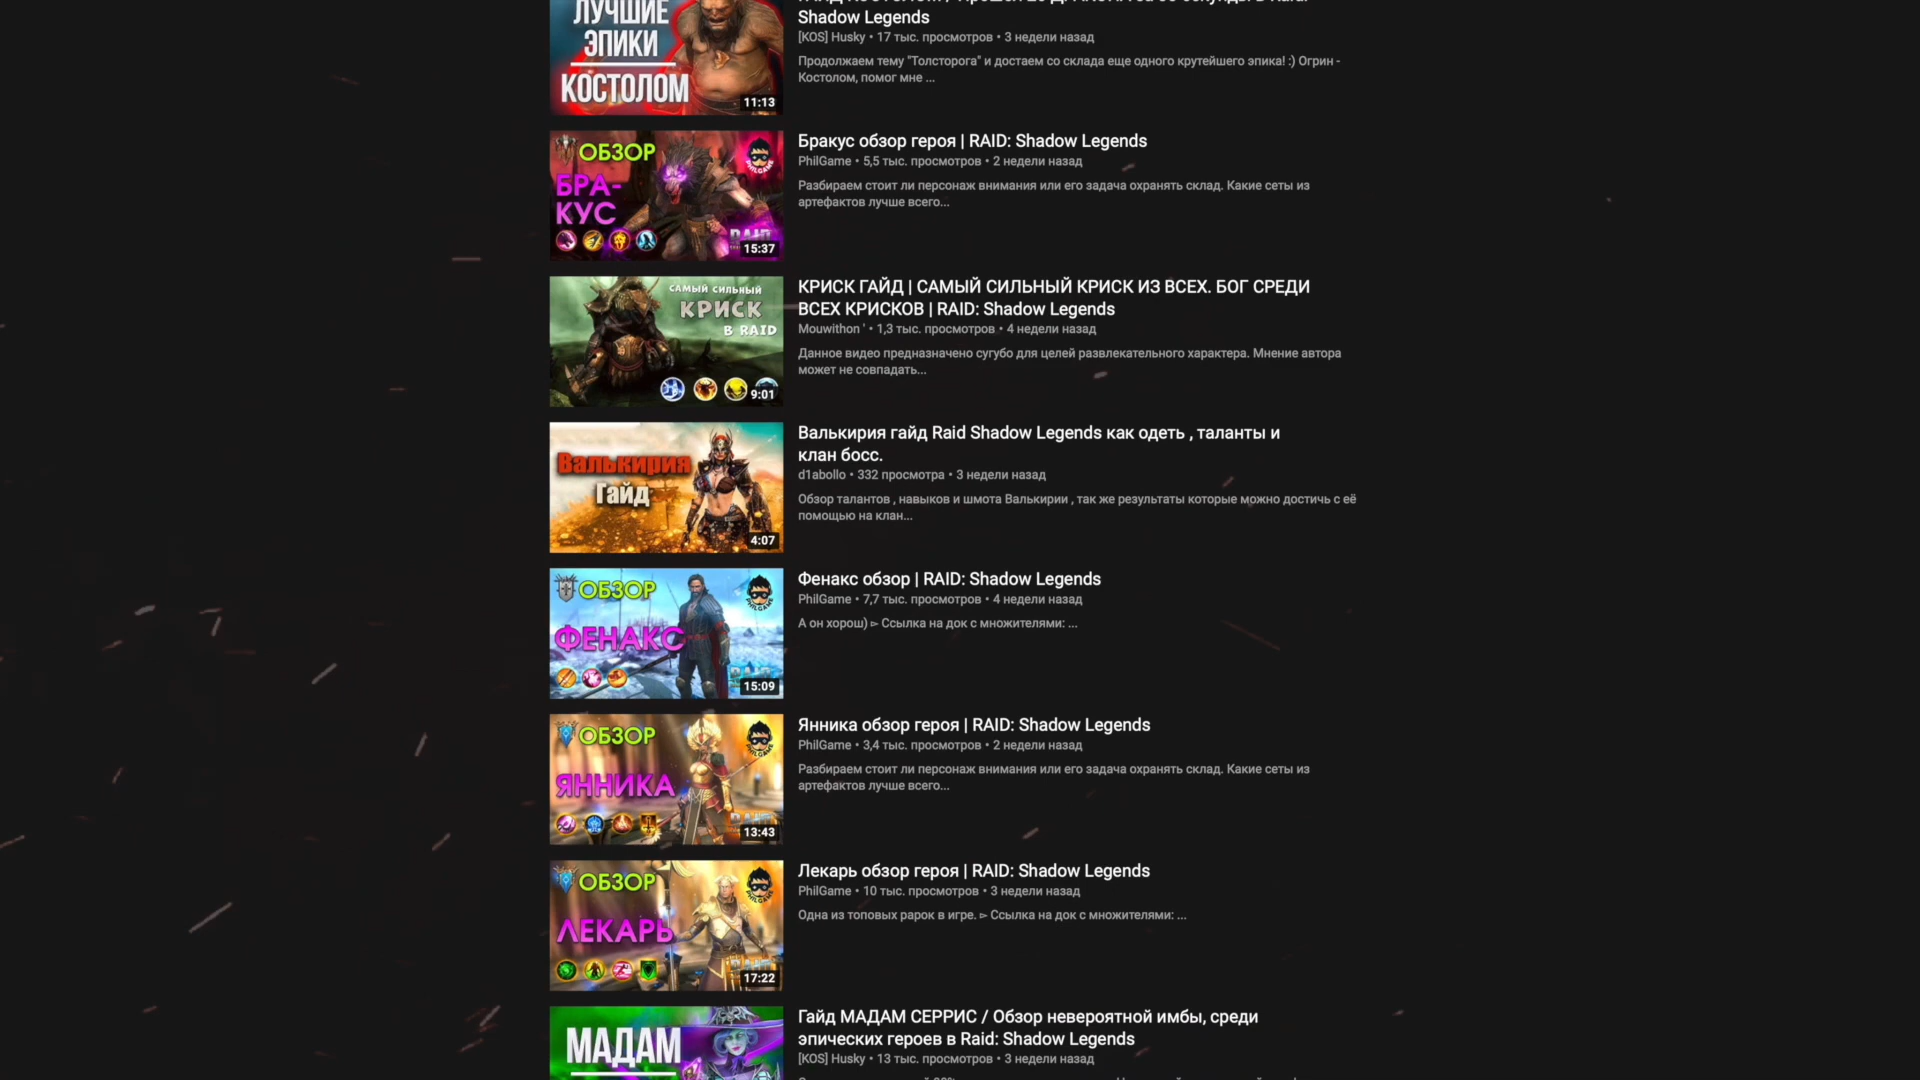 ЛУЧШИЕ
ЭПИКИ
КОСТОЛОМ
11:13
Shadow Legends
[KOS] Husky • 17 тыс. просмотров • 3 недели назад
Продолжаем тему "Толсторога" и достаем со склада еще одного крутейшего эпика! :) Огрин -
Костолом, помог мне ...
ОБЗОР
БРА-
КУС
PHILGAME
RAID
15:37
Бракус обзор героя | RAID: Shadow Legends
PhilGame • 5,5 тыс. просмотров • 2 недели назад
Разбираем стоит ли персонаж внимания или его задача охранять склад. Какие сеты из
артефактов лучше всего...
САМЫЙ СИЛЬНЫЙ
КРИСК
В RAID
9:01
КРИСК ГАЙД | САМЫЙ СИЛЬНЫЙ КРИСК ИЗ ВСЕХ. БОГ СРЕДИ
ВСЕХ КРИСКОВ | RAID: Shadow Legends
Mouwithon ' • 1,3 тыс. просмотров • 4 недели назад
Данное видео предназначено сугубо для целей развлекательного характера. Мнение автора
может не совпадать...
Валькирия
Гайд
4:07
Валькирия гайд Raid Shadow Legends как одеть , таланты и
клан босс.
d1abollo • 332 просмотра • 3 недели назад
Обзор талантов , навыков и шмота Валькирии , так же результаты которые можно достичь с её
помощью на клан...
ОБЗОР
ФЕНАКС
PHILGAME
15:09
Фенакс обзор | RAID: Shadow Legends
PhilGame • 7,7 тыс. просмотров • 4 недели назад
А он хорош) ▻ Ссылка на док с множителями: ...
ОБЗОР
ЯННИКА
PHILGAME
13:43
Янника обзор героя | RAID: Shadow Legends
PhilGame • 3,4 тыс. просмотров • 2 недели назад
Разбираем стоит ли персонаж внимания или его задача охранять склад. Какие сеты из
артефактов лучше всего...
ОБЗОР
ЛЕКАРЬ
PHILGAME
17:22
Лекарь обзор героя | RAID: Shadow Legends
PhilGame • 10 тыс. просмотров • 3 недели назад
Одна из топовых рарок в игре. ▻ Ссылка на док с множителями: ...
МАДАМ
Гайд МАДАМ СЕРРИС / Обзор невероятной имбы, среди
эпических героев в Raid: Shadow Legends
[KOS] Husky • 13 тыс. просмотров • 3 недели назад